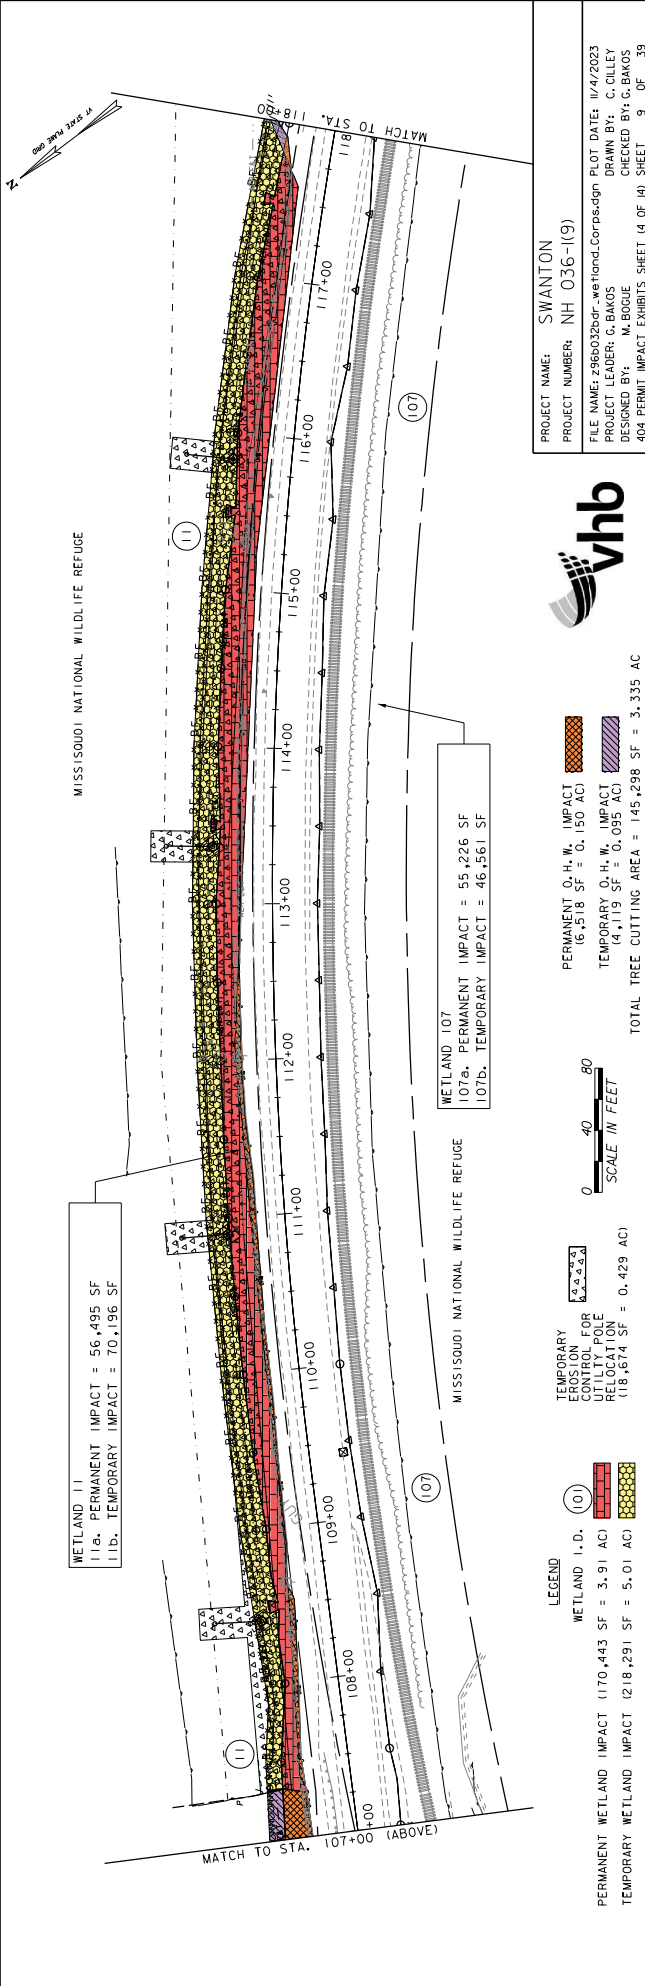 VT STATE PLANE GRID
N
MISSISQUOI NATIONAL WILDLIFE REFUGE
WETLAND 11
11a. PERMANENT IMPACT = 56,495 SF
11b. TEMPORARY IMPACT = 70,196 SF
11
11
MATCH TO STA. 107+00 (ABOVE)
+00
108+00
109+00
110+00
111+00
112+00
113+00
114+00
115+00
116+00
117+00
118
MATCH TO STA.
118+00
WETLAND 107
107a. PERMANENT IMPACT = 55,226 SF
107b. TEMPORARY IMPACT = 46,561 SF
107
107
MISSISQUOI NATIONAL WILDLIFE REFUGE
LEGEND
WETLAND I.D. 101
PERMANENT WETLAND IMPACT (170,443 SF = 3.91 AC)
TEMPORARY WETLAND IMPACT (218,291 SF = 5.01 AC)
TEMPORARY
EROSION
CONTROL FOR
UTILITY POLE
RELOCATION
(18,674 SF = 0.429 AC)
0 40 80
SCALE IN FEET
PERMANENT O.H.W. IMPACT
(6,518 SF = 0.150 AC)
TEMPORARY O.H.W. IMPACT
(4,119 SF = 0.095 AC)
TOTAL TREE CUTTING AREA = 145,298 SF = 3.335 AC
vhb
PROJECT NAME: SWANTON
PROJECT NUMBER: NH 036-1(9)
FILE NAME: z96b032bdr_wetland_Corps.dgn PLOT DATE: 11/4/2023
PROJECT LEADER: G. BAKOS DRAWN BY: C. CILLEY
DESIGNED BY: M. BOGUE CHECKED BY: G. BAKOS
404 PERMIT IMPACT EXHIBITS SHEET (4 OF 14) SHEET 9 OF 39